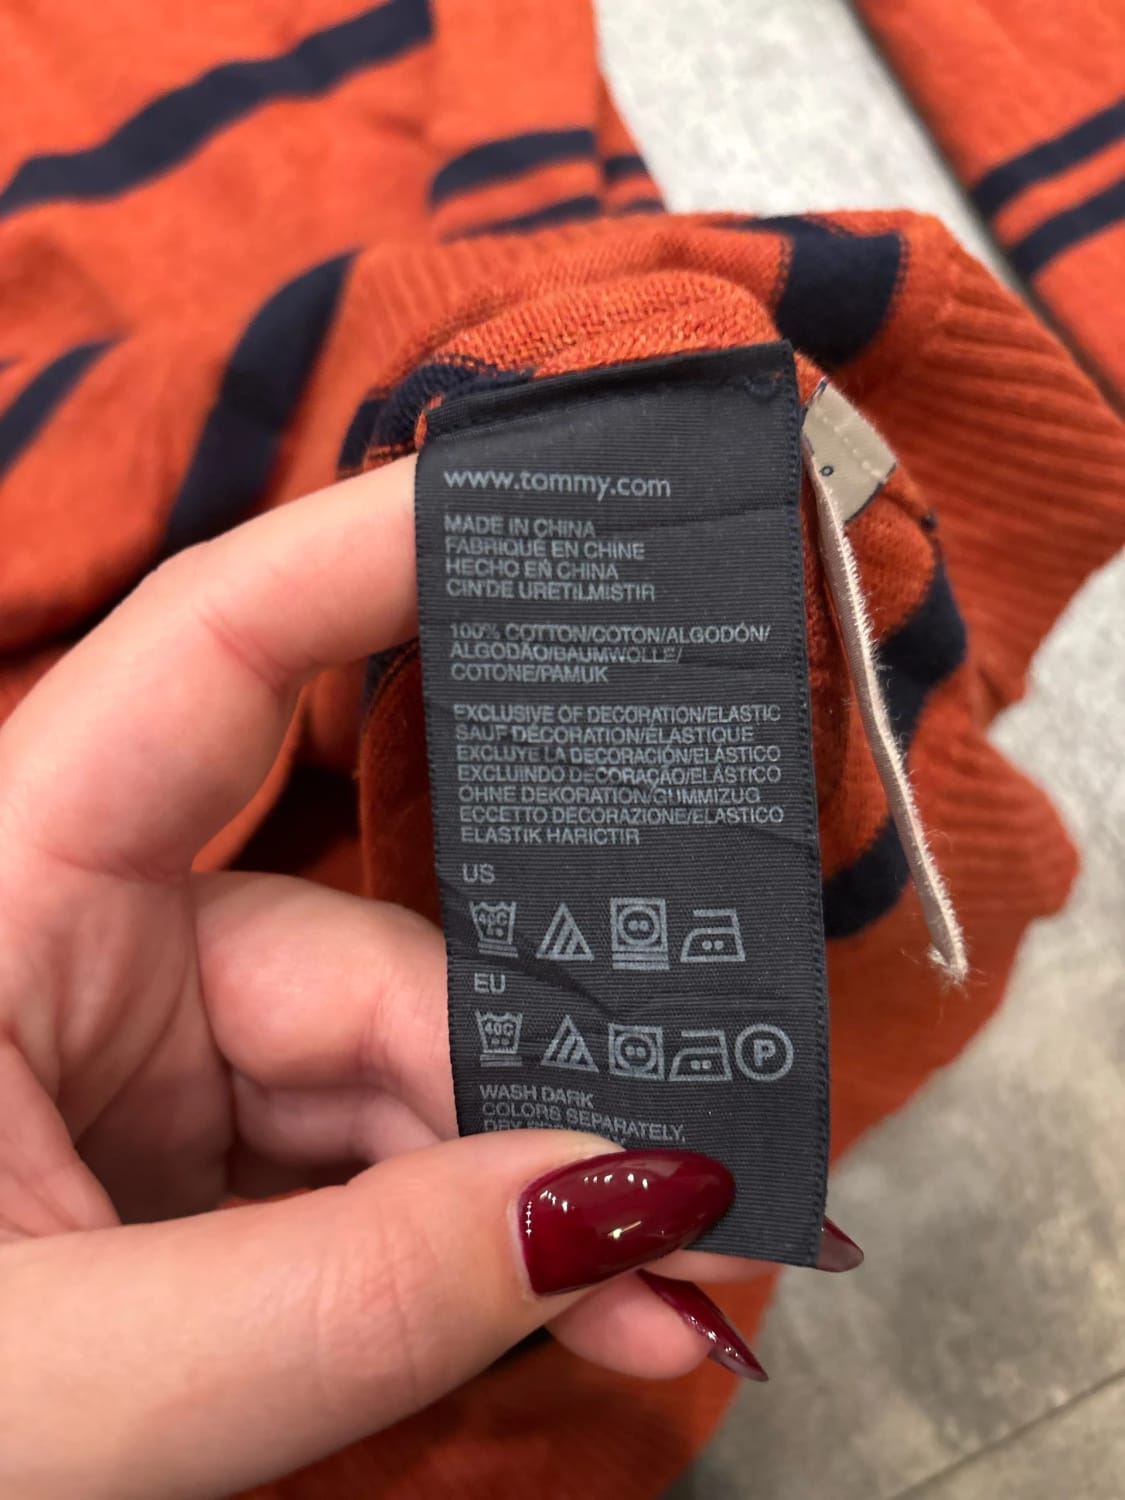 www.tommy.com
MADE IN CHINA
FABRIQUÉ EN CHINE
HECHO EN CHINA
CIN'DE URETILMISTIR
100% COTTON/COTON/ALGODÓN/
ALGODÃO/BAUMWOLLE/
COTONE/PAMUK
EXCLUSIVE OF DECORATION/ELASTIC
SAUF DÉCORATION/ÉLASTIQUE
EXCLUYE LA DECORACIÓN/ELÁSTICO
EXCLUINDO DECORAÇÃO/ELÁSTICO
OHNE DEKORATION/GUMMIZUG
ECCETTO DECORAZIONE/ELASTICO
ELASTIK HARICTIR
US
40C
EU
40C
P
WASH DARK
COLORS SEPARATELY,
DRY